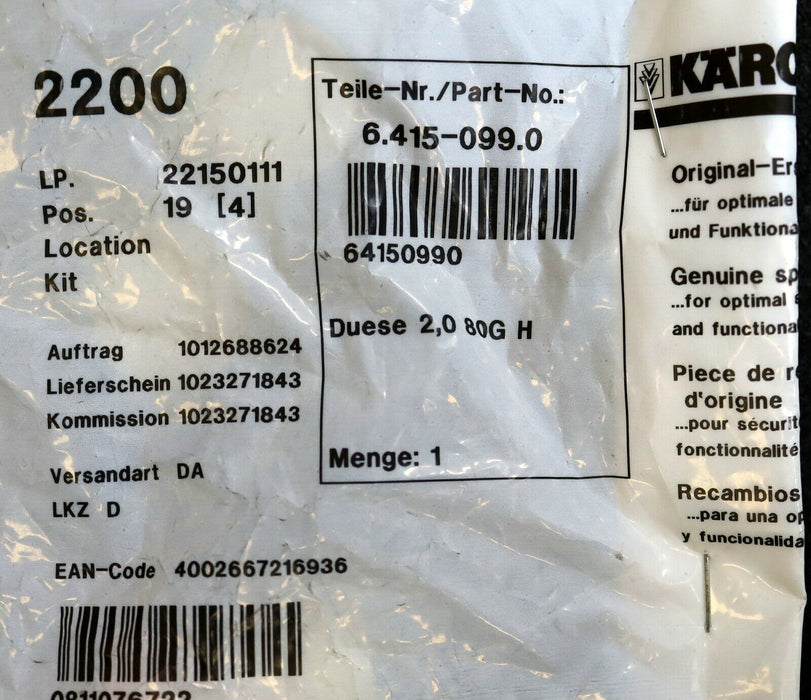 2200
LP. 22150111
Pos. 19 [4]
Location
Kit
Auftrag 1012688624
Lieferschein 1023271843
Kommission 1023271843
Versandart DA
LKZ D
EAN-Code 4002667216936
0811076722
Teile-Nr./Part-No.:
6.415-099.0
64150990
Duese 2,0 80G H
Menge: 1
KÄRC
Original-Er
...für optimale
und Funktiona
Genuine sp
...for optimal
and functiona
Piece de r
d'origine
...pour sécurit
fonctionnalité
Recambios
...para una op
y funcionalida